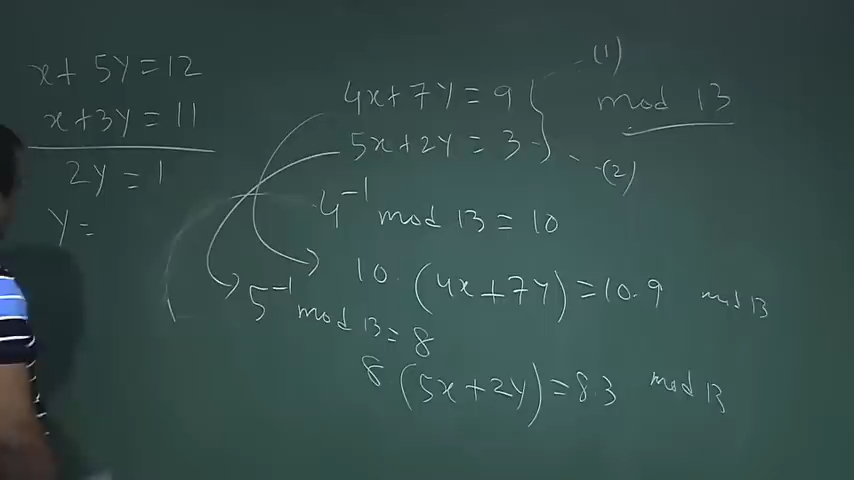 x + 5y = 12
x + 3y = 11
2y = 1
y =
4x + 7y = 9 (1)
5x + 2y = 3 (2)
mod 13
4⁻¹ mod 13 = 10
10. (4x + 7y) = 10.9 mod 13
5⁻¹ mod 13 = 8
8 (5x + 2y) = 8.3 mod 13